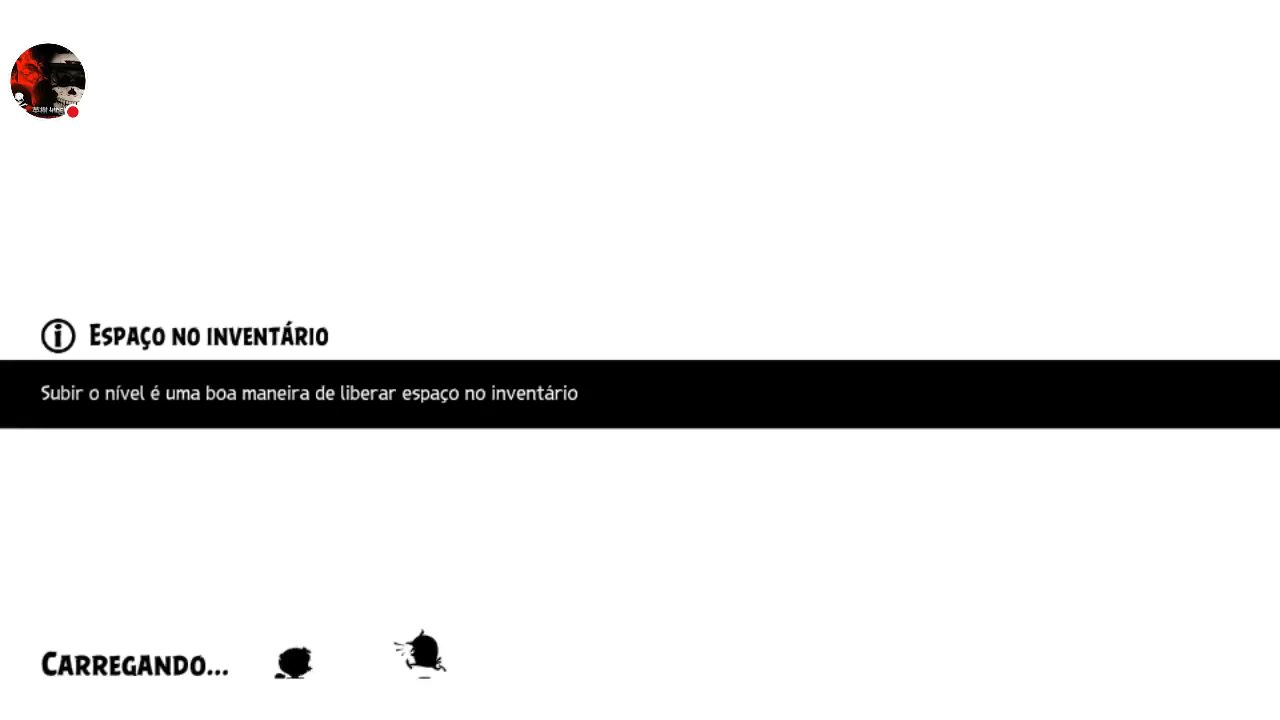 Espaço no inventário
Subir o nível é uma boa maneira de liberar espaço no inventário
Carregando...